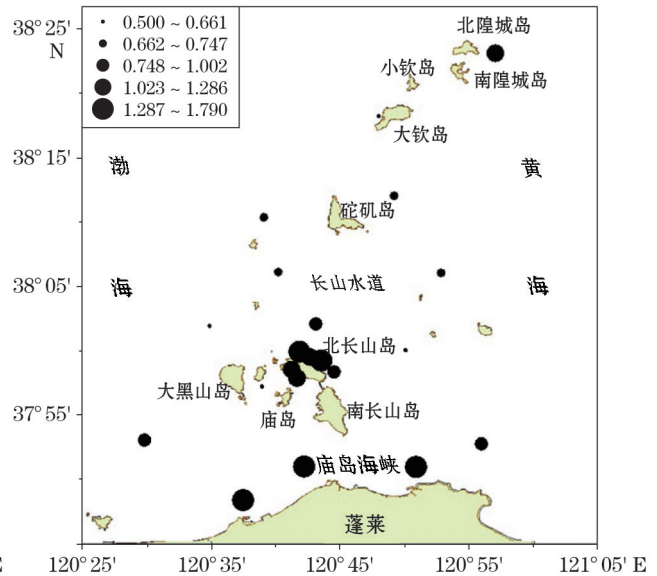 38°25'
N
0.500 ~ 0.661
0.662 ~ 0.747
0.748 ~ 1.002
1.023 ~ 1.286
1.287 ~ 1.790
北隍城岛
小钦岛
南隍城岛
大钦岛
38°15'
渤
黄
砣矶岛
38°05'
海
长山水道
海
北长山岛
大黑山岛
37°55'
庙岛
南长山岛
庙岛海峡
蓬莱
E
120°25'
120°35'
120°45'
120°55'
121°05' E